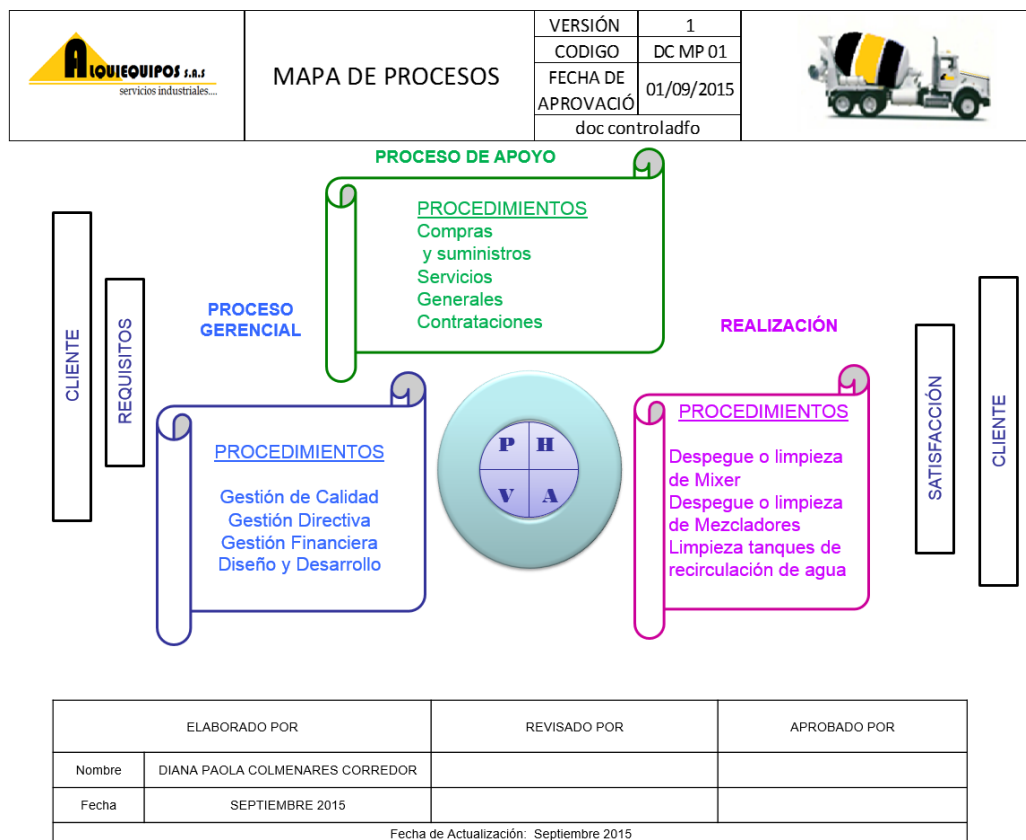 ALQUIEQUIPOS S.A.S
servicios industriales....
MAPA DE PROCESOS
VERSIÓN 1
CODIGO DC MP 01
FECHA DE
APROVACIÓ 01/09/2015
doc controladfo
PROCESO DE APOYO
PROCEDIMIENTOS
Compras
y suministros
Servicios
Generales
Contrataciones
CLIENTE
REQUISITOS
PROCESO
GERENCIAL
PROCEDIMIENTOS
Gestión de Calidad
Gestión Directiva
Gestión Financiera
Diseño y Desarrollo
P H
V A
REALIZACIÓN
PROCEDIMIENTOS
Despegue o limpieza
de Mixer
Despegue o limpieza
de Mezcladores
Limpieza tanques de
recirculación de agua
SATISFACCIÓN
CLIENTE
ELABORADO POR REVISADO POR APROBADO POR
Nombre DIANA PAOLA COLMENARES CORREDOR
Fecha SEPTIEMBRE 2015
Fecha de Actualización: Septiembre 2015